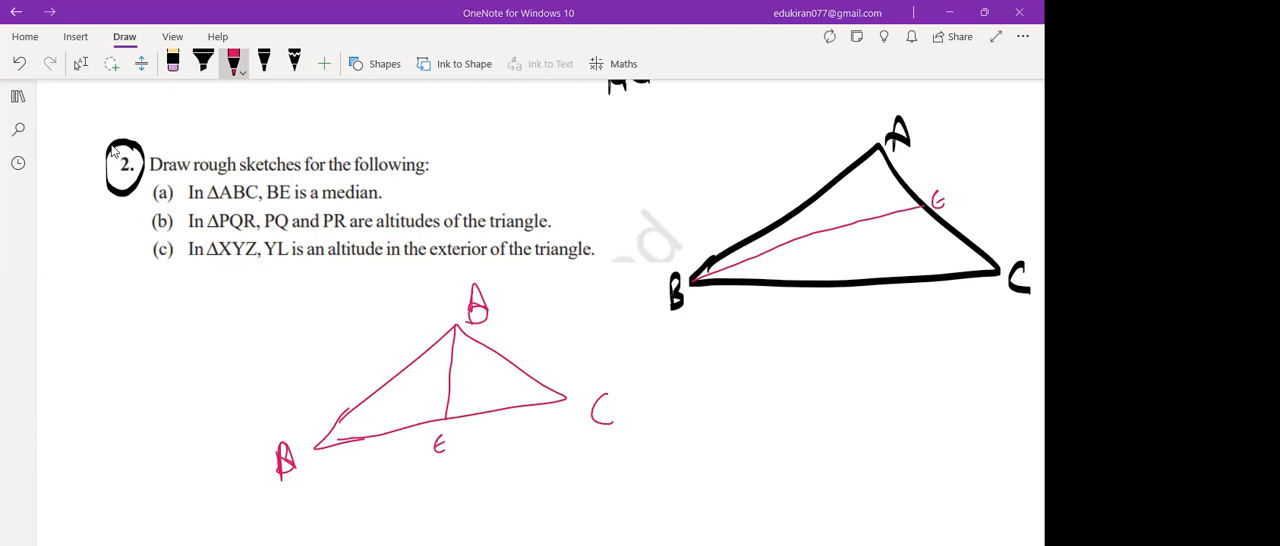 OneNote for Windows 10
edukiran077@gmail.com
Home Insert Draw View Help
Share
Shapes Ink to Shape Ink to Text Maths
2. Draw rough sketches for the following:
(a) In ΔABC, BE is a median.
(b) In ΔPQR, PQ and PR are altitudes of the triangle.
(c) In ΔXYZ, YL is an altitude in the exterior of the triangle.
A
E
B
C
B
C
A
E